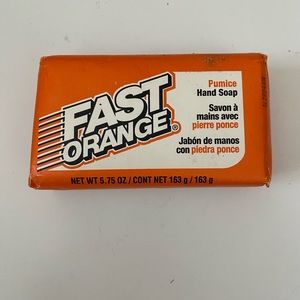 FAST
ORANGE®
Pumice
Hand Soap
Savon à
mains avec
pierre ponce
Jabón de manos
con piedra ponce
NET WT 5.75 OZ / CONT NET 163 g / 163 g